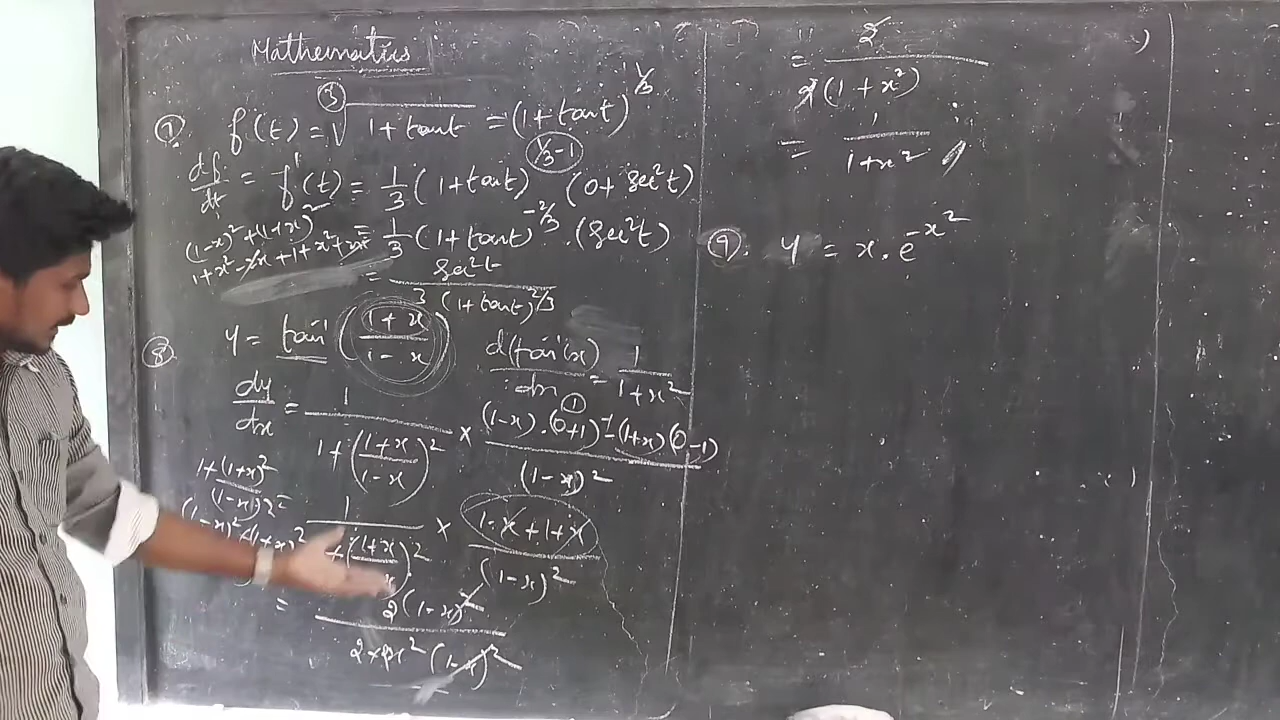 Mathematics
7. f(t) = ∛(1+tant) = (1+tant)^1/3
df/dt = f'(t) = 1/3 (1+tant)^(1/3-1) (0+sec²t)
= 1/3 (1+tant)^-2/3 . (sec²t)
(1-x)²+(1+x)²
1+x²-2x+1+x²+2x
= sec²t / 3(1+tant)^2/3
8. y = tan⁻¹ ((1+x)/(1-x))
d(tan⁻¹(x))/dx = 1/(1+x²)
dy/dx = 1/(1+((1+x)/(1-x))²) × ((1-x).(0+1)-(1+x)(0-1))/(1-x)²
1+(1+x)²/(1-x)²
= 1/(+((1+x)/x)²) × (1-x+1+x)/(1-x)²
(1-x)²+(1+x)²
= 2(1-x)² / 2+2x²(1-x)²
= 2/2(1+x²)
= 1/(1+x²)
9. y = x.e^-x²